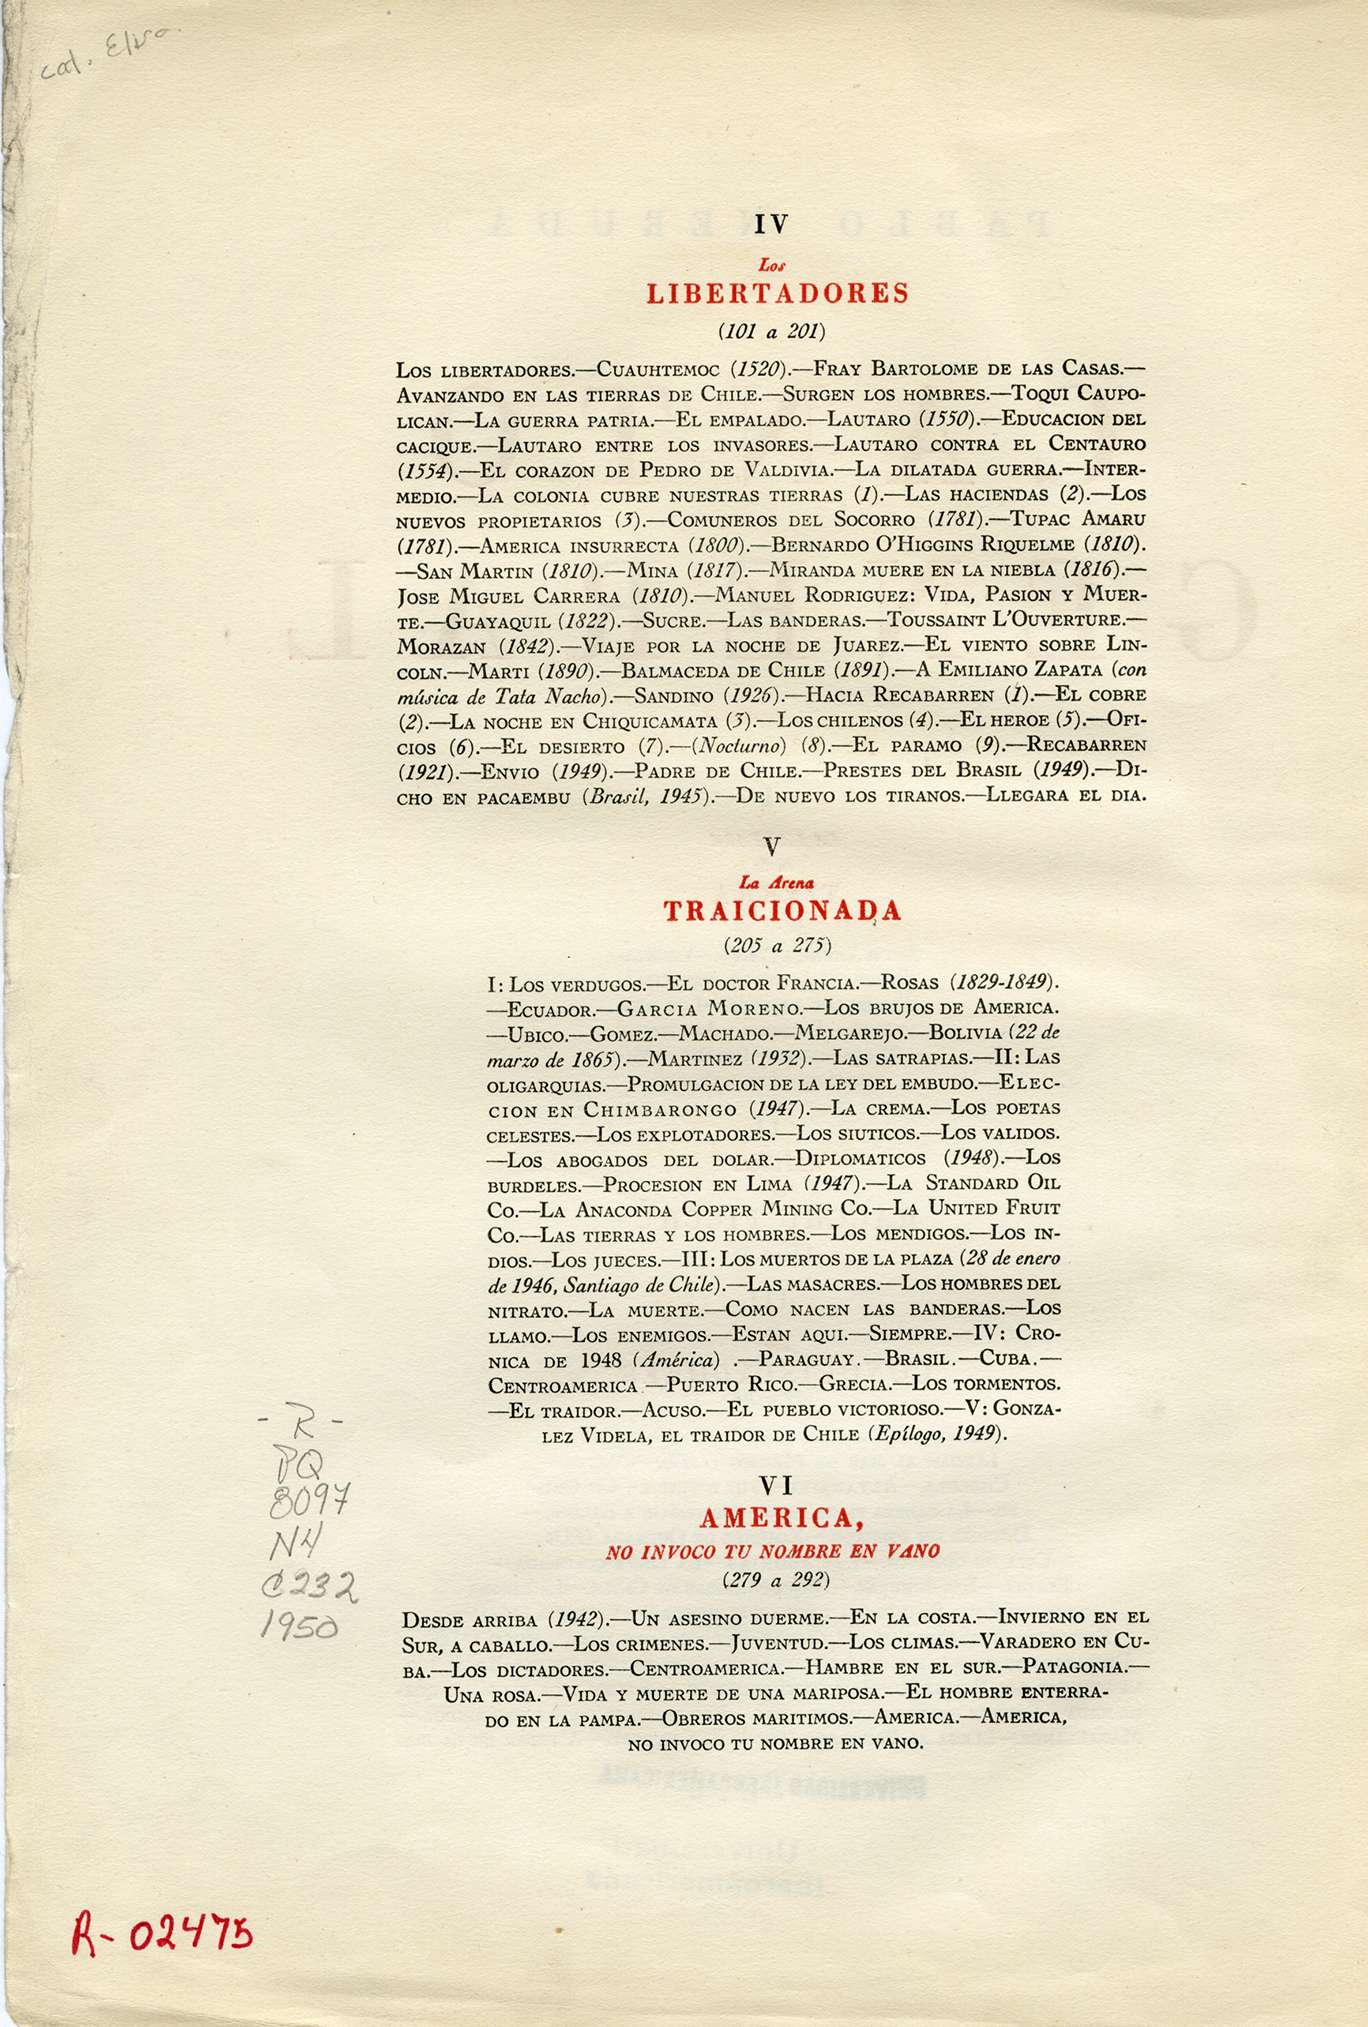 cat. Elsa.
IV
Los
LIBERTADORES
(101 a 201)
LOS LIBERTADORES.—CUAUHTEMOC (1520).—FRAY BARTOLOME DE LAS CASAS.—
AVANZANDO EN LAS TIERRAS DE CHILE.—SURGEN LOS HOMBRES.—TOQUI CAUPO-
LICAN.—LA GUERRA PATRIA.—EL EMPALADO.—LAUTARO (1550).—EDUCACION DEL
CACIQUE.—LAUTARO ENTRE LOS INVASORES.—LAUTARO CONTRA EL CENTAURO
(1554).—EL CORAZON DE PEDRO DE VALDIVIA.—LA DILATADA GUERRA.—INTER-
MEDIO.—LA COLONIA CUBRE NUESTRAS TIERRAS (1).—LAS HACIENDAS (2).—LOS
NUEVOS PROPIETARIOS (3).—COMUNEROS DEL SOCORRO (1781).—TUPAC AMARU
(1781).—AMERICA INSURRECTA (1800).—BERNARDO O'HIGGINS RIQUELME (1810).
—SAN MARTIN (1810).—MINA (1817).—MIRANDA MUERE EN LA NIEBLA (1816).—
JOSE MIGUEL CARRERA (1810).—MANUEL RODRIGUEZ: VIDA, PASION Y MUER-
TE.—GUAYAQUIL (1822).—SUCRE.—LAS BANDERAS.—TOUSSAINT L'OUVERTURE.—
MORAZAN (1842).—VIAJE POR LA NOCHE DE JUAREZ.—EL VIENTO SOBRE LIN-
COLN.—MARTI (1890).—BALMACEDA DE CHILE (1891).—A EMILIANO ZAPATA (con
música de Tata Nacho).—SANDINO (1926).—HACIA RECABARREN (1).—EL COBRE
(2).—LA NOCHE EN CHIQUICAMATA (3).—LOS CHILENOS (4).—EL HEROE (5).—OFI-
CIOS (6).—EL DESIERTO (7).—(Nocturno) (8).—EL PARAMO (9).—RECABARREN
(1921).—ENVIO (1949).—PADRE DE CHILE.—PRESTES DEL BRASIL (1949).—DI-
CHO EN PACAEMBU (Brasil, 1945).—DE NUEVO LOS TIRANOS.—LLEGARA EL DIA.
V
La Arena
TRAICIONADA
(205 a 275)
I: LOS VERDUGOS.—EL DOCTOR FRANCIA.—ROSAS (1829-1849).
—ECUADOR.—GARCIA MORENO.—LOS BRUJOS DE AMERICA.
—UBICO.—GOMEZ.—MACHADO.—MELGAREJO.—BOLIVIA (22 de
marzo de 1865).—MARTINEZ (1932).—LAS SATRAPIAS.—II: LAS
OLIGARQUIAS.—PROMULGACION DE LA LEY DEL EMBUDO.—ELEC-
CION EN CHIMBARONGO (1947).—LA CREMA.—LOS POETAS
CELESTES.—LOS EXPLOTADORES.—LOS SIUTICOS.—LOS VALIDOS.
—LOS ABOGADOS DEL DOLAR.—DIPLOMATICOS (1948).—LOS
BURDELES.—PROCESION EN LIMA (1947).—LA STANDARD OIL
CO.—LA ANACONDA COPPER MINING CO.—LA UNITED FRUIT
CO.—LAS TIERRAS Y LOS HOMBRES.—LOS MENDIGOS.—LOS IN-
DIOS.—LOS JUECES.—III: LOS MUERTOS DE LA PLAZA (28 de enero
de 1946, Santiago de Chile).—LAS MASACRES.—LOS HOMBRES DEL
NITRATO.—LA MUERTE.—COMO NACEN LAS BANDERAS.—LOS
LLAMO.—LOS ENEMIGOS.—ESTAN AQUI.—SIEMPRE.—IV: CRO-
NICA DE 1948 (América) .—PARAGUAY.—BRASIL.—CUBA.—
CENTROAMERICA.—PUERTO RICO.—GRECIA.—LOS TORMENTOS.
—EL TRAIDOR.—ACUSO.—EL PUEBLO VICTORIOSO.—V: GONZA-
LEZ VIDELA, EL TRAIDOR DE CHILE (Epílogo, 1949).
-R-
PQ
8097
N4
C232
1950
VI
AMERICA,
NO INVOCO TU NOMBRE EN VANO
(279 a 292)
DESDE ARRIBA (1942).—UN ASESINO DUERME.—EN LA COSTA.—INVIERNO EN EL
SUR, A CABALLO.—LOS CRIMENES.—JUVENTUD.—LOS CLIMAS.—VARADERO EN CU-
BA.—LOS DICTADORES.—CENTROAMERICA.—HAMBRE EN EL SUR.—PATAGONIA.—
UNA ROSA.—VIDA Y MUERTE DE UNA MARIPOSA.—EL HOMBRE ENTERRA-
DO EN LA PAMPA.—OBREROS MARITIMOS.—AMERICA.—AMERICA,
NO INVOCO TU NOMBRE EN VANO.
R-02475